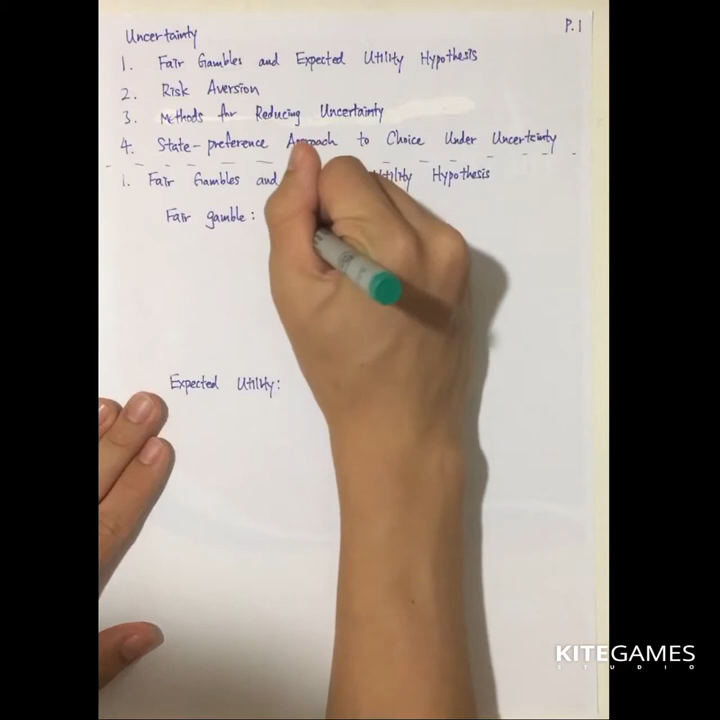 P.1
Uncertainty
1. Fair Gambles and Expected Utility Hypothesis
2. Risk Aversion
3. Methods for Reducing Uncertainty
4. State-preference Approach to Choice Under Uncertainty
1. Fair Gambles and Utility Hypothesis
Fair gamble:
Expected Utility:
KITEGAMES
STUDIO